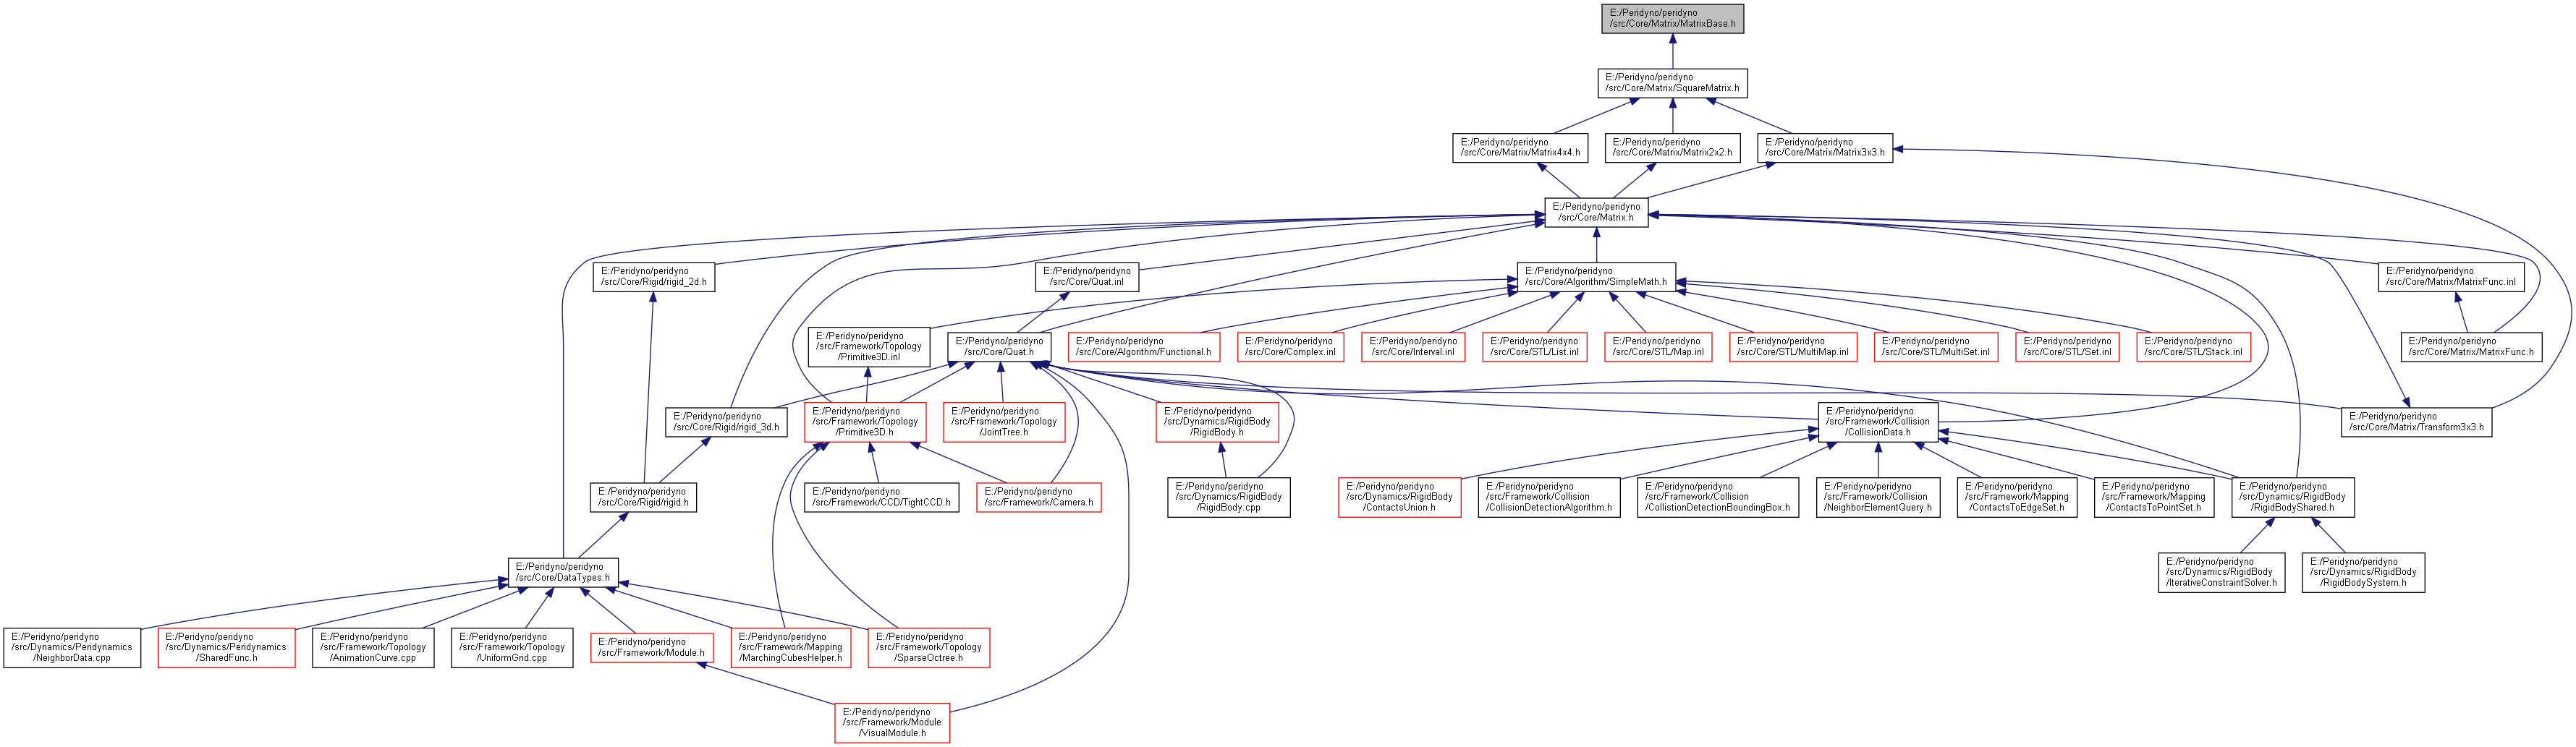 E:/Peridyno/peridyno
/src/Core/Matrix/MatrixBase.h
E:/Peridyno/peridyno
/src/Core/Matrix/SquareMatrix.h
E:/Peridyno/peridyno
/src/Core/Matrix/Matrix4x4.h
E:/Peridyno/peridyno
/src/Core/Matrix/Matrix2x2.h
E:/Peridyno/peridyno
/src/Core/Matrix/Matrix3x3.h
E:/Peridyno/peridyno
/src/Core/Matrix.h
E:/Peridyno/peridyno
/src/Core/Rigid/rigid_2d.h
E:/Peridyno/peridyno
/src/Core/Quat.inl
E:/Peridyno/peridyno
/src/Core/Algorithm/SimpleMath.h
E:/Peridyno/peridyno
/src/Core/Matrix/MatrixFunc.inl
E:/Peridyno/peridyno
/src/Framework/Topology
/Primitive3D.inl
E:/Peridyno/peridyno
/src/Core/Quat.h
E:/Peridyno/peridyno
/src/Core/Algorithm/Functional.h
E:/Peridyno/peridyno
/src/Core/Complex.inl
E:/Peridyno/peridyno
/src/Core/Interval.inl
E:/Peridyno/peridyno
/src/Core/STL/List.inl
E:/Peridyno/peridyno
/src/Core/STL/Map.inl
E:/Peridyno/peridyno
/src/Core/STL/MultiMap.inl
E:/Peridyno/peridyno
/src/Core/STL/MultiSet.inl
E:/Peridyno/peridyno
/src/Core/STL/Set.inl
E:/Peridyno/peridyno
/src/Core/STL/Stack.inl
E:/Peridyno/peridyno
/src/Core/Matrix/MatrixFunc.h
E:/Peridyno/peridyno
/src/Core/Rigid/rigid_3d.h
E:/Peridyno/peridyno
/src/Framework/Topology
/Primitive3D.h
E:/Peridyno/peridyno
/src/Framework/Topology
/JointTree.h
E:/Peridyno/peridyno
/src/Dynamics/RigidBody
/RigidBody.h
E:/Peridyno/peridyno
/src/Framework/Collision
/CollisionData.h
E:/Peridyno/peridyno
/src/Core/Matrix/Transform3x3.h
E:/Peridyno/peridyno
/src/Core/Rigid/rigid.h
E:/Peridyno/peridyno
/src/Framework/CCD/TightCCD.h
E:/Peridyno/peridyno
/src/Framework/Camera.h
E:/Peridyno/peridyno
/src/Dynamics/RigidBody
/RigidBody.cpp
E:/Peridyno/peridyno
/src/Dynamics/RigidBody
/ContactsUnion.h
E:/Peridyno/peridyno
/src/Framework/Collision
/CollisionDetectionAlgorithm.h
E:/Peridyno/peridyno
/src/Framework/Collision
/CollistionDetectionBoundingBox.h
E:/Peridyno/peridyno
/src/Framework/Collision
/NeighborElementQuery.h
E:/Peridyno/peridyno
/src/Framework/Mapping
/ContactsToEdgeSet.h
E:/Peridyno/peridyno
/src/Framework/Mapping
/ContactsToPointSet.h
E:/Peridyno/peridyno
/src/Dynamics/RigidBody
/RigidBodyShared.h
E:/Peridyno/peridyno
/src/Core/DataTypes.h
E:/Peridyno/peridyno
/src/Dynamics/RigidBody
/IterativeConstraintSolver.h
E:/Peridyno/peridyno
/src/Dynamics/RigidBody
/RigidBodySystem.h
E:/Peridyno/peridyno
/src/Dynamics/Peridynamics
/NeighborData.cpp
E:/Peridyno/peridyno
/src/Dynamics/Peridynamics
/SharedFunc.h
E:/Peridyno/peridyno
/src/Framework/Topology
/AnimationCurve.cpp
E:/Peridyno/peridyno
/src/Framework/Topology
/UniformGrid.cpp
E:/Peridyno/peridyno
/src/Framework/Module.h
E:/Peridyno/peridyno
/src/Framework/Mapping
/MarchingCubesHelper.h
E:/Peridyno/peridyno
/src/Framework/Topology
/SparseOctree.h
E:/Peridyno/peridyno
/src/Framework/Module
/VisualModule.h